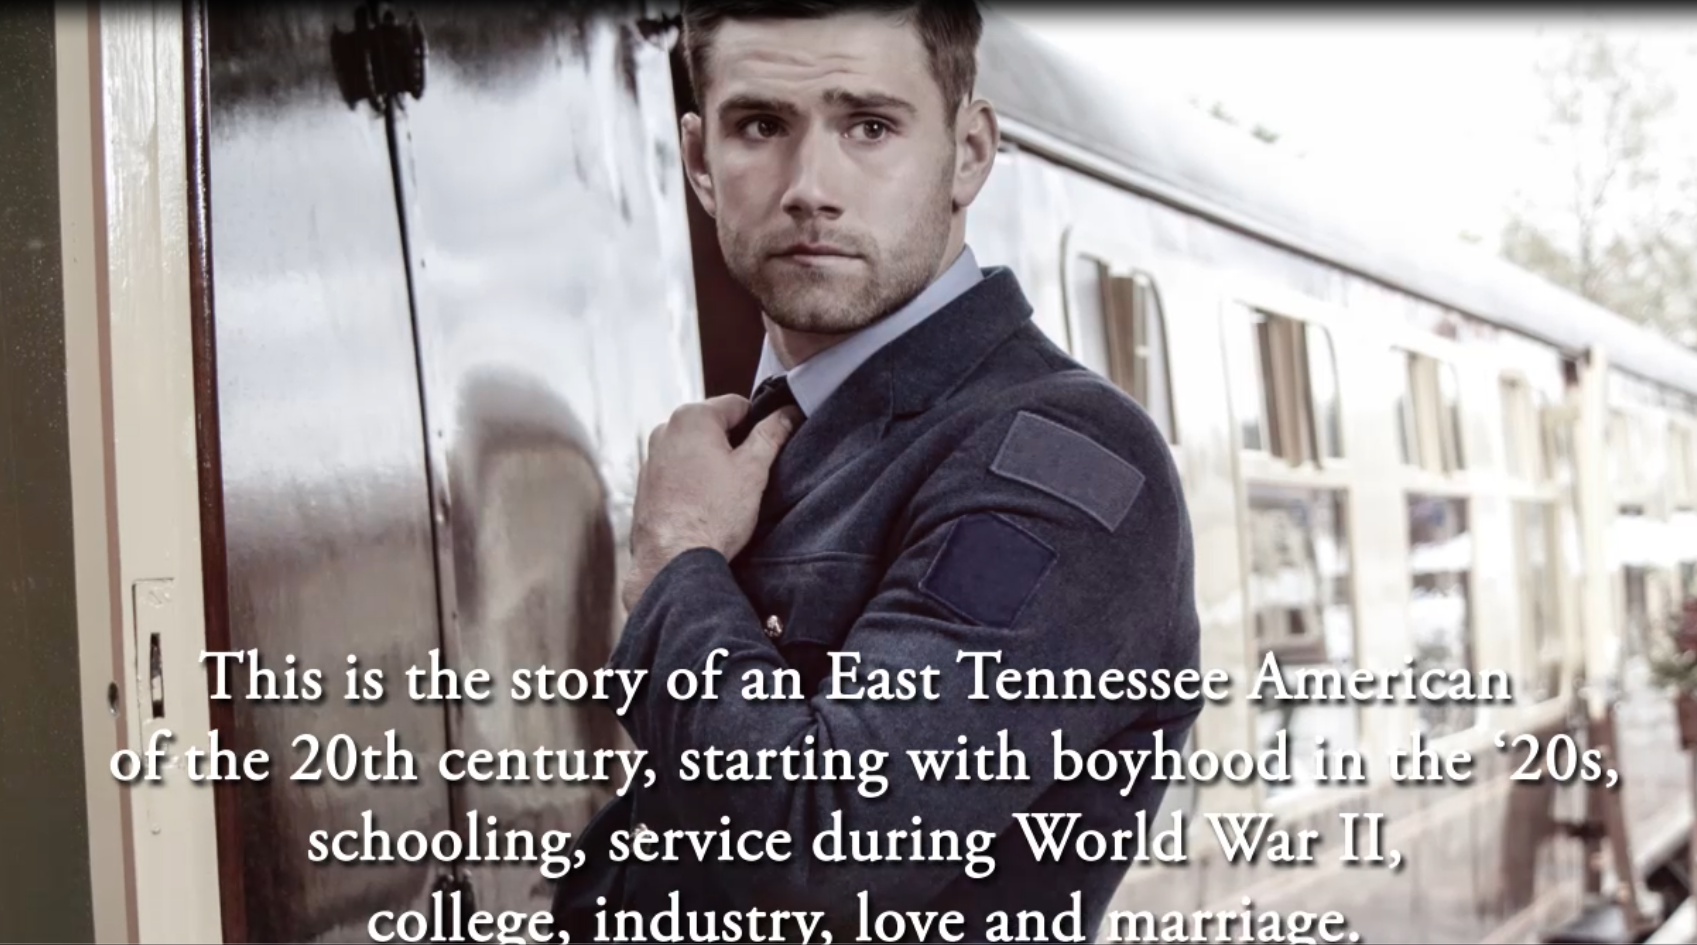 This is the story of an East Tennessee American
of the 20th century, starting with boyhood in the ‘20s,
schooling, service during World War II,
college, industry, love and marriage.